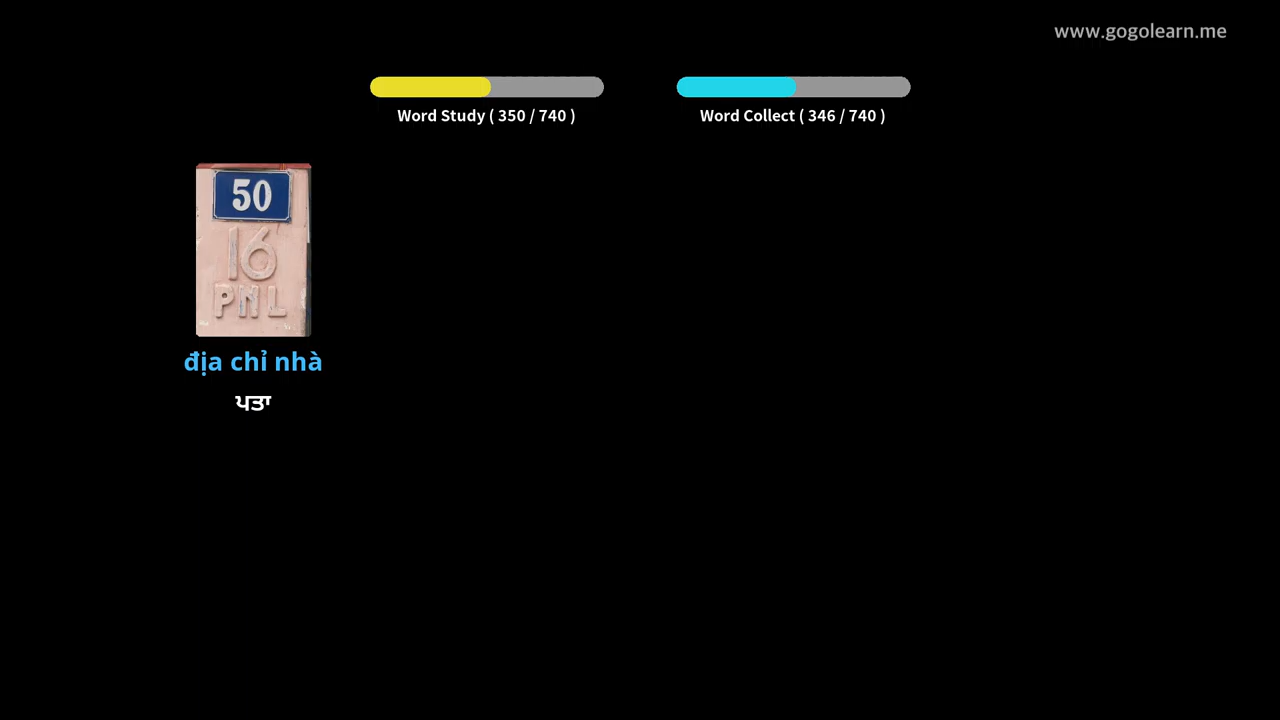 www.gogolearn.me
Word Study ( 350 / 740 )
Word Collect ( 346 / 740 )
50
16
PNL
địa chỉ nhà
ਪਤਾ